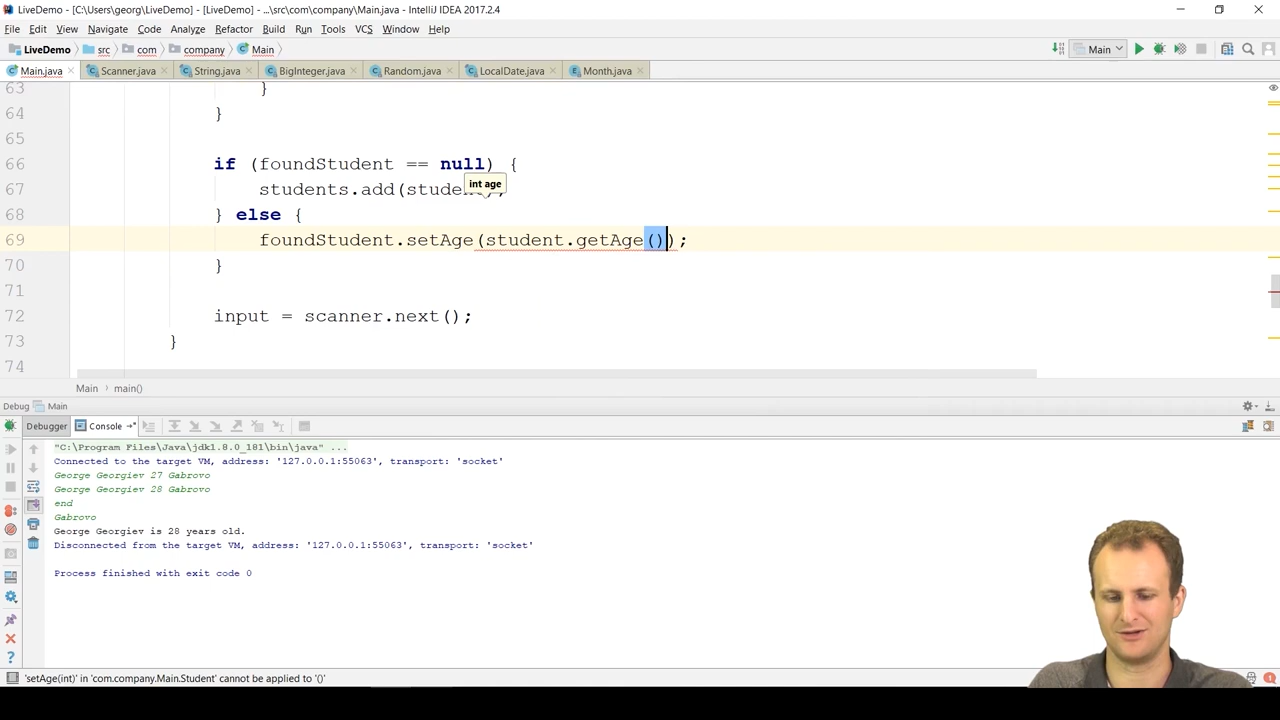 LiveDemo - [C:\Users\georg\LiveDemo] - [LiveDemo] - ...\src\com\company\Main.java - IntelliJ IDEA 2017.2.4
File Edit View Navigate Code Analyze Refactor Build Run Tools VCS Window Help
LiveDemo src com company Main Main
Main.java Scanner.java String.java BigInteger.java Random.java LocalDate.java Month.java
63 }
64 }
65
66 if (foundStudent == null) {
int age
67 students.add(student);
68 } else {
69 foundStudent.setAge(student.getAge());
70 }
71
72 input = scanner.next();
73 }
74
Main main()
Debug Main
Debugger Console
"C:\Program Files\Java\jdk1.8.0_181\bin\java" ...
Connected to the target VM, address: '127.0.0.1:55063', transport: 'socket'
George Georgiev 27 Gabrovo
George Georgiev 28 Gabrovo
end
Gabrovo
George Georgiev is 28 years old.
Disconnected from the target VM, address: '127.0.0.1:55063', transport: 'socket'
Process finished with exit code 0
'setAge(int)' in 'com.company.Main.Student' cannot be applied to '()'
1